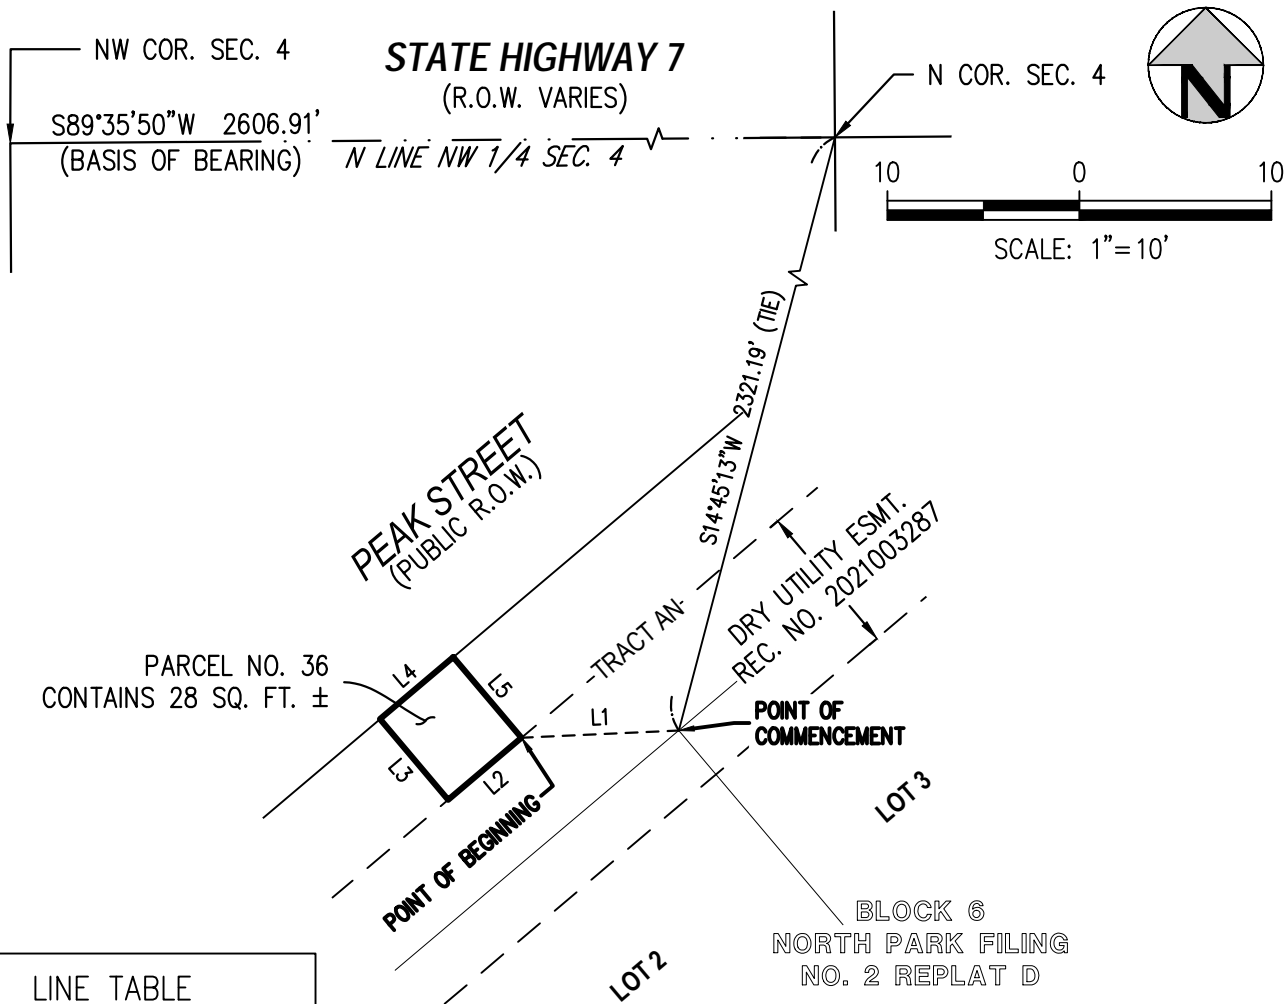 NW COR. SEC. 4
STATE HIGHWAY 7
(R.O.W. VARIES)
N COR. SEC. 4
N
S89°35'50"W 2606.91'
(BASIS OF BEARING)
N LINE NW 1/4 SEC. 4
10 0 10
SCALE: 1"=10'
S14°45'13"W 2321.19' (TIE)
PEAK STREET
(PUBLIC R.O.W.)
TRACT AN
DRY UTILITY ESMT.
REC. NO. 2021003287
PARCEL NO. 36
CONTAINS 28 SQ. FT. ±
L4
L5
L3
L2
L1
POINT OF
COMMENCEMENT
POINT OF BEGINNING
LOT 3
LOT 2
BLOCK 6
NORTH PARK FILING
NO. 2 REPLAT D
LINE TABLE